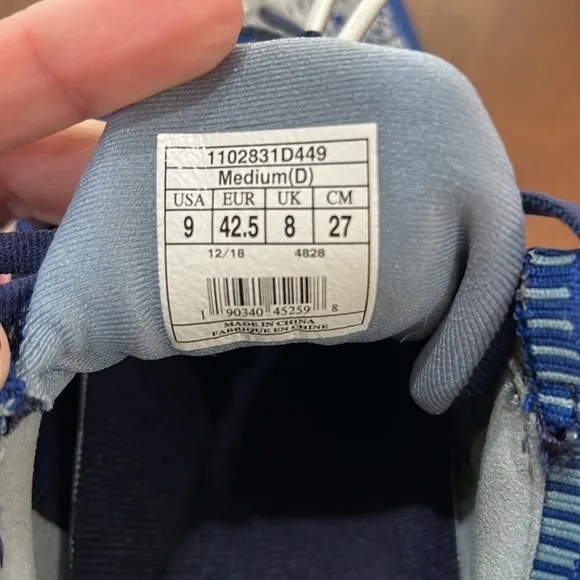 1102831D449
Medium(D)
USA EUR UK CM
9 42.5 8 27
12/18 4828
1 90340 45259 8
MADE IN CHINA
FABRIQUE EN CHINE